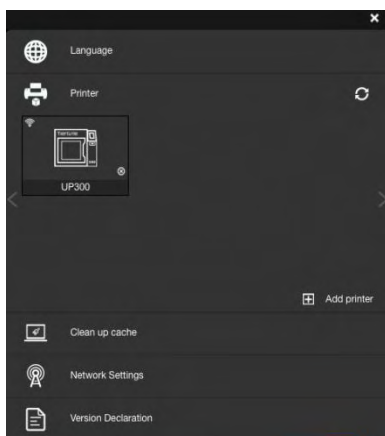 Language
Printer
UP300
Add printer
Clean up cache
Network Settings
Version Declaration